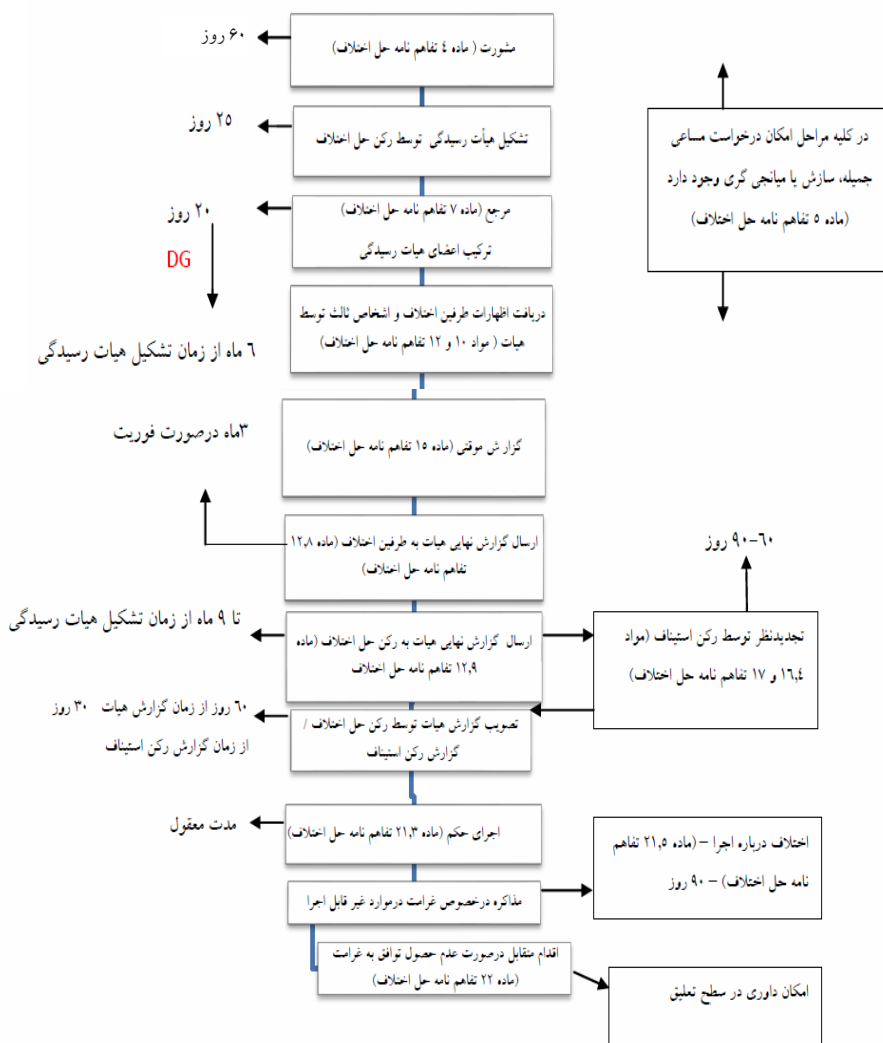 ۶۰ روز
مشورت ( ماده ٤ تفاهم نامه حل اختلاف)
۲۵ روز
تشکیل هیأت رسیدگی توسط رکن حل اختلاف
در کلیه مراحل امکان درخواست مساعی
جمیله، سازش یا میانجی گری وجود دارد
(ماده ٥ تفاهم نامه حل اختلاف)
۲۰ روز
DG
مرجع (ماده ۷ تفاهم نامه حل اختلاف)
ترکیب اعضای هیات رسیدگی
دریافت اظهارات طرفین اختلاف و اشخاص ثالث توسط
هیات ( مواد ۱۰ و ۱۲ تفاهم نامه حل اختلاف)
٦ ماه از زمان تشکیل هیات رسیدگی
۳ماه درصورت فوریت
گزار ش موقتی (ماده ۱٥ تفاهم نامه حل اختلاف)
ارسال گزارش نهایی هیات به طرفین اختلاف (ماده ۱۲,۸
تفاهم نامه حل اختلاف)
٦۰-۹۰ روز
تا ۹ ماه از زمان تشکیل هیات رسیدگی
ارسال گزارش نهایی هیات به رکن حل اختلاف (ماده
۱۲,۹ تفاهم نامه حل اختلاف
تجدیدنظر توسط رکن استیناف (مواد
۱٦,٤ و ۱۷ تفاهم نامه حل اختلاف)
٦۰ روز از زمان گزارش هیات ۳۰ روز
از زمان گزارش رکن استیناف
تصویب گزارش هیات توسط رکن حل اختلاف /
گزارش رکن استیناف
مدت معقول
اجرای حکم (ماده ۲۱,۳ تفاهم نامه حل اختلاف)
اختلاف درباره اجرا – (ماده ۲۱,٥ تفاهم
نامه حل اختلاف) – ۹۰ روز
مذاکره درخصوص غرامت درموارد غیر قابل اجرا
اقدام متقابل درصورت عدم حصول توافق به غرامت
(ماده ۲۲ تفاهم نامه حل اختلاف)
امکان داوری در سطح تعلیق